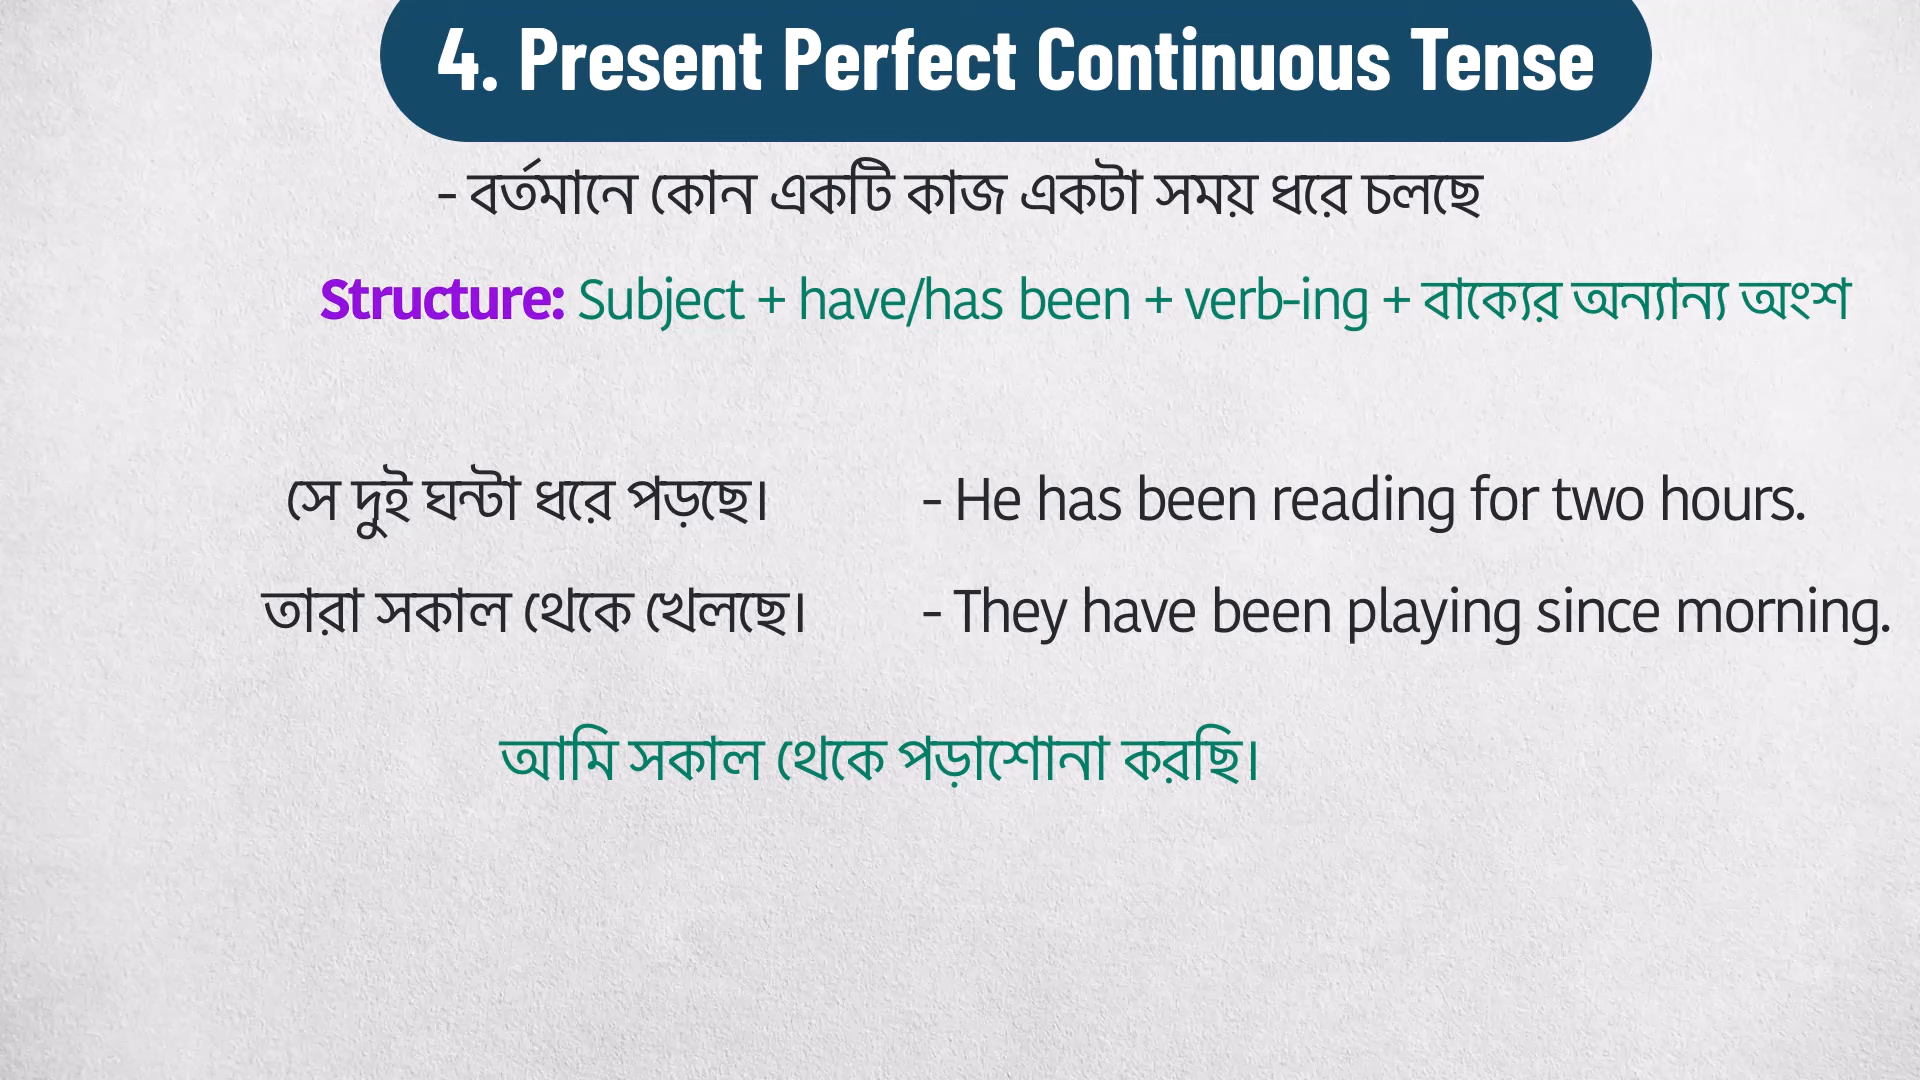 4. Present Perfect Continuous Tense
- বর্তমানে কোন একটি কাজ একটা সময় ধরে চলছে
Structure: Subject + have/has been + verb-ing + বাক্যের অন্যান্য অংশ
সে দুই ঘন্টা ধরে পড়ছে। - He has been reading for two hours.
তারা সকাল থেকে খেলছে। - They have been playing since morning.
আমি সকাল থেকে পড়াশোনা করছি।